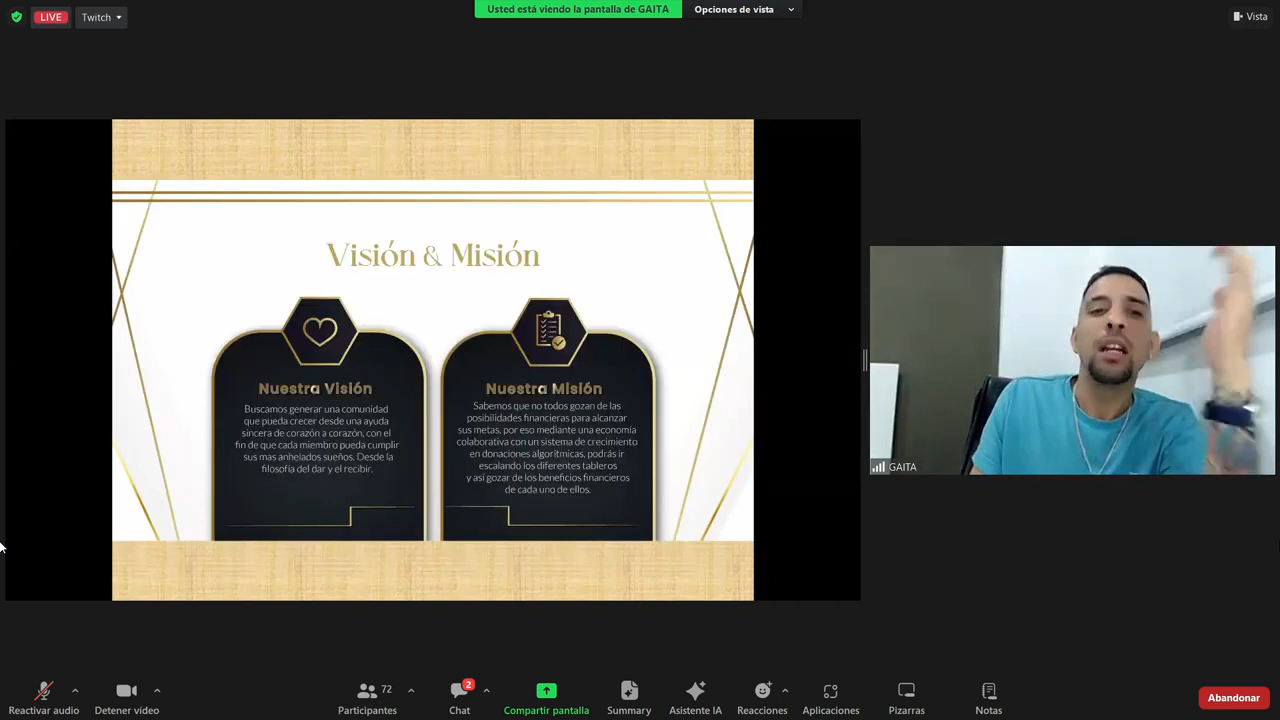 LIVE
Twitch
Usted está viendo la pantalla de GAITA
Opciones de vista
Vista
Visión & Misión
Nuestra Visión
Buscamos generar una comunidad
que pueda crecer desde una ayuda
sincera de corazón a corazón, con el
fin de que cada miembro pueda cumplir
sus mas anhelados sueños. Desde la
filosofía del dar y el recibir.
Nuestra Misión
Sabemos que no todos gozan de las
posibilidades financieras para alcanzar
sus metas, por eso mediante una economía
colaborativa con un sistema de crecimiento
en donaciones algorítmicas, podrás ir
escalando los diferentes tableros
y así gozar de los beneficios financieros
de cada uno de ellos.
GAITA
Reactivar audio
Detener vídeo
72
Participantes
2
Chat
Compartir pantalla
Summary
Asistente IA
Reacciones
Aplicaciones
Pizarras
Notas
Abandonar